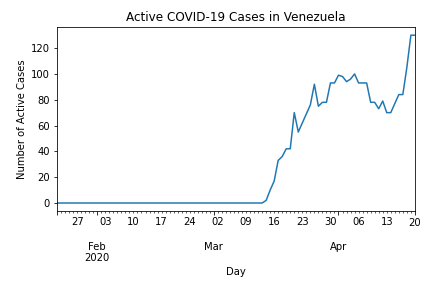 Active COVID-19 Cases in Venezuela
Number of Active Cases
120
100
80
60
40
20
0
27 03 10 17 24 02 09 16 23 30 06 13 20
Feb Mar Apr
2020
Day